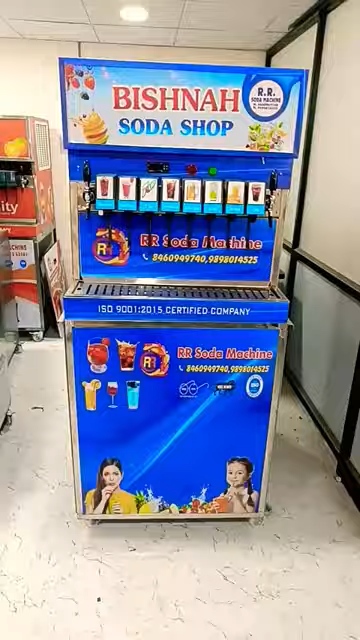 BISHNAH
SODA SHOP
R.R.
SODA MACHINE
RR Soda Machine
8460949740,9898014525
ISO 9001:2015 CERTIFIED COMPANY
RR Soda Machine
8460949740,9898014525
ISO